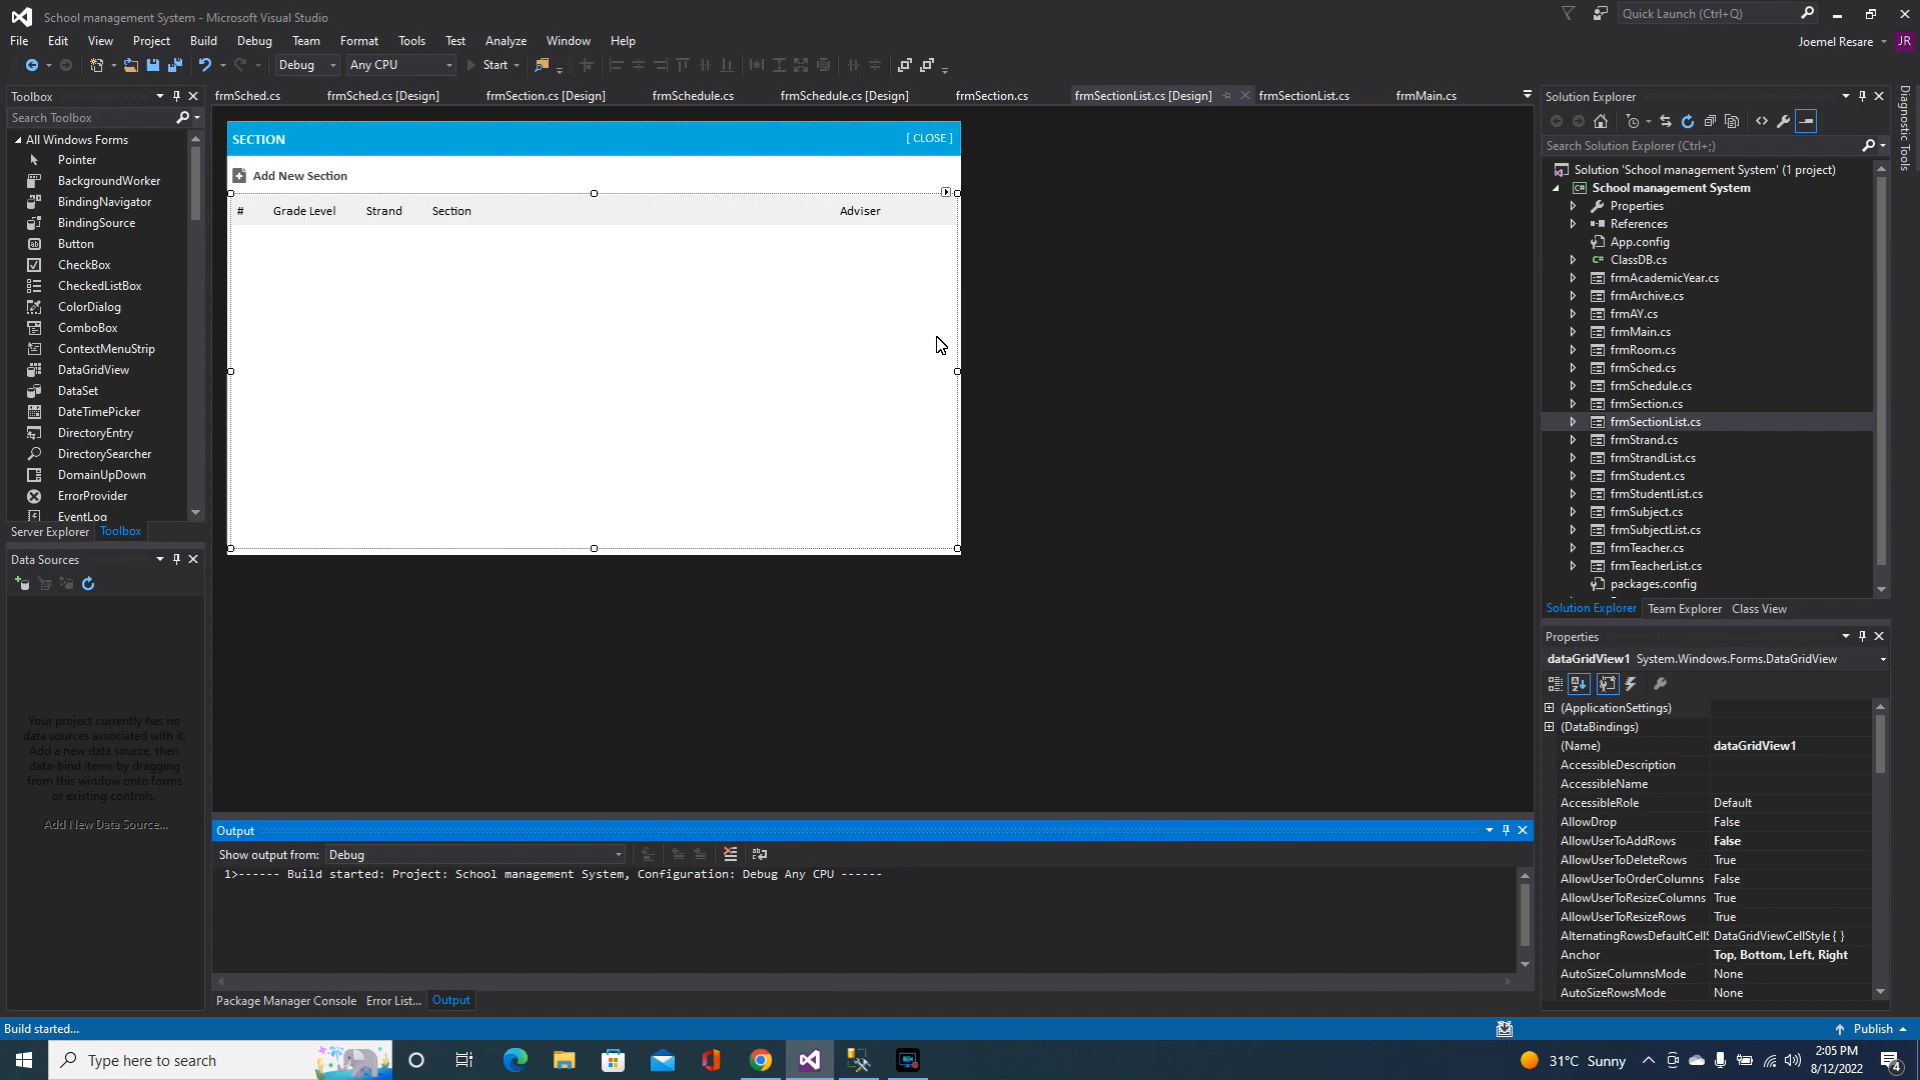 School management System - Microsoft Visual Studio
Quick Launch (Ctrl+Q)
File Edit View Project Build Debug Team Format Tools Test Analyze Window Help
Joemel Resare JR
Debug Any CPU Start
Toolbox
frmSched.cs frmSched.cs [Design] frmSection.cs [Design] frmSchedule.cs frmSchedule.cs [Design] frmSection.cs frmSectionList.cs [Design] frmSectionList.cs frmMain.cs
Search Toolbox
All Windows Forms
Pointer
BackgroundWorker
BindingNavigator
BindingSource
Button
CheckBox
CheckedListBox
ColorDialog
ComboBox
ContextMenuStrip
DataGridView
DataSet
DateTimePicker
DirectoryEntry
DirectorySearcher
DomainUpDown
ErrorProvider
EventLog
Server Explorer Toolbox
Data Sources
Your project currently has no
data sources associated with it.
Add a new data source, then
data-bind items by dragging
from this window onto forms
or existing controls.
Add New Data Source...
SECTION [ CLOSE ]
Add New Section
# Grade Level Strand Section Adviser
Output
Show output from: Debug
1>------ Build started: Project: School management System, Configuration: Debug Any CPU ------
Package Manager Console Error List... Output
Solution Explorer
Search Solution Explorer (Ctrl+;)
Solution 'School management System' (1 project)
C# School management System
Properties
References
App.config
C# ClassDB.cs
frmAcademicYear.cs
frmArchive.cs
frmAY.cs
frmMain.cs
frmRoom.cs
frmSched.cs
frmSchedule.cs
frmSection.cs
frmSectionList.cs
frmStrand.cs
frmStrandList.cs
frmStudent.cs
frmStudentList.cs
frmSubject.cs
frmSubjectList.cs
frmTeacher.cs
frmTeacherList.cs
packages.config
Solution Explorer Team Explorer Class View
Properties
dataGridView1 System.Windows.Forms.DataGridView
(ApplicationSettings)
(DataBindings)
(Name) dataGridView1
AccessibleDescription
AccessibleName
AccessibleRole Default
AllowDrop False
AllowUserToAddRows False
AllowUserToDeleteRows True
AllowUserToOrderColumns False
AllowUserToResizeColumns True
AllowUserToResizeRows True
AlternatingRowsDefaultCellS DataGridViewCellStyle { }
Anchor Top, Bottom, Left, Right
AutoSizeColumnsMode None
AutoSizeRowsMode None
Diagnostic Tools
Build started... Publish
Type here to search
31°C Sunny
2:05 PM
8/12/2022
4